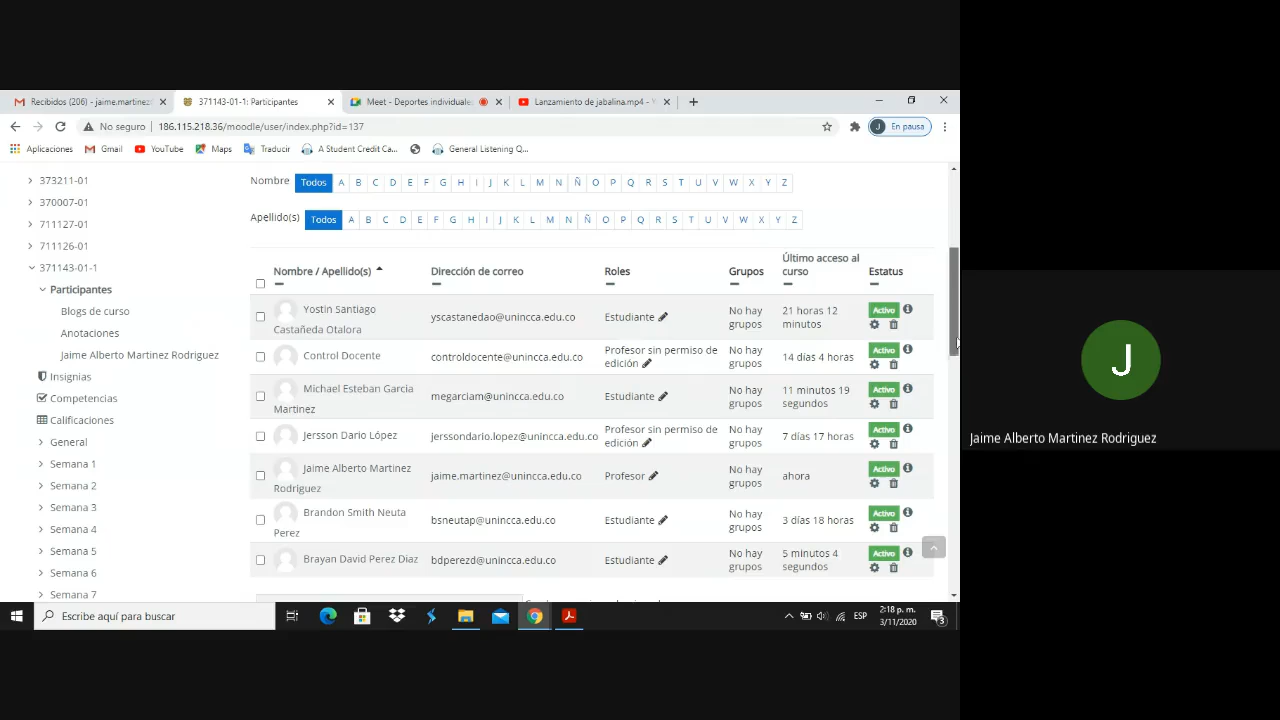 Recibidos (206) - jaime.martinez
371143-01-1: Participantes
Meet - Deportes individuale
Lanzamiento de jabalina.mp4 - Y
No seguro
186.115.218.36/moodle/user/index.php?id=137
J En pausa
Aplicaciones Gmail YouTube Maps Traducir A Student Credit Ca... General Listening Q...
373211-01
370007-01
711127-01
711126-01
371143-01-1
Participantes
Blogs de curso
Anotaciones
Jaime Alberto Martinez Rodriguez
Insignias
Competencias
Calificaciones
General
Semana 1
Semana 2
Semana 3
Semana 4
Semana 5
Semana 6
Semana 7
Nombre Todos A B C D E F G H I J K L M N Ñ O P Q R S T U V W X Y Z
Apellido(s) Todos A B C D E F G H I J K L M N Ñ O P Q R S T U V W X Y Z
Nombre / Apellido(s) Dirección de correo Roles Grupos Último acceso al
curso Estatus
Yostin Santiago
Castañeda Otalora yscastanedao@unincca.edu.co Estudiante No hay
grupos 21 horas 12
minutos Activo
Control Docente controldocente@unincca.edu.co Profesor sin permiso de
edición No hay
grupos 14 días 4 horas Activo
Michael Esteban Garcia
Martinez megarciam@unincca.edu.co Estudiante No hay
grupos 11 minutos 19
segundos Activo
Jersson Dario López jerssondario.lopez@unincca.edu.co Profesor sin permiso de
edición No hay
grupos 7 días 17 horas Activo
Jaime Alberto Martinez
Rodriguez jaime.martinez@unincca.edu.co Profesor No hay
grupos ahora Activo
Brandon Smith Neuta
Perez bsneutap@unincca.edu.co Estudiante No hay
grupos 3 días 18 horas Activo
Brayan David Perez Diaz bdperezd@unincca.edu.co Estudiante No hay
grupos 5 minutos 4
segundos Activo
Escribe aquí para buscar
ESP
2:18 p. m.
3/11/2020
3
J
Jaime Alberto Martinez Rodriguez